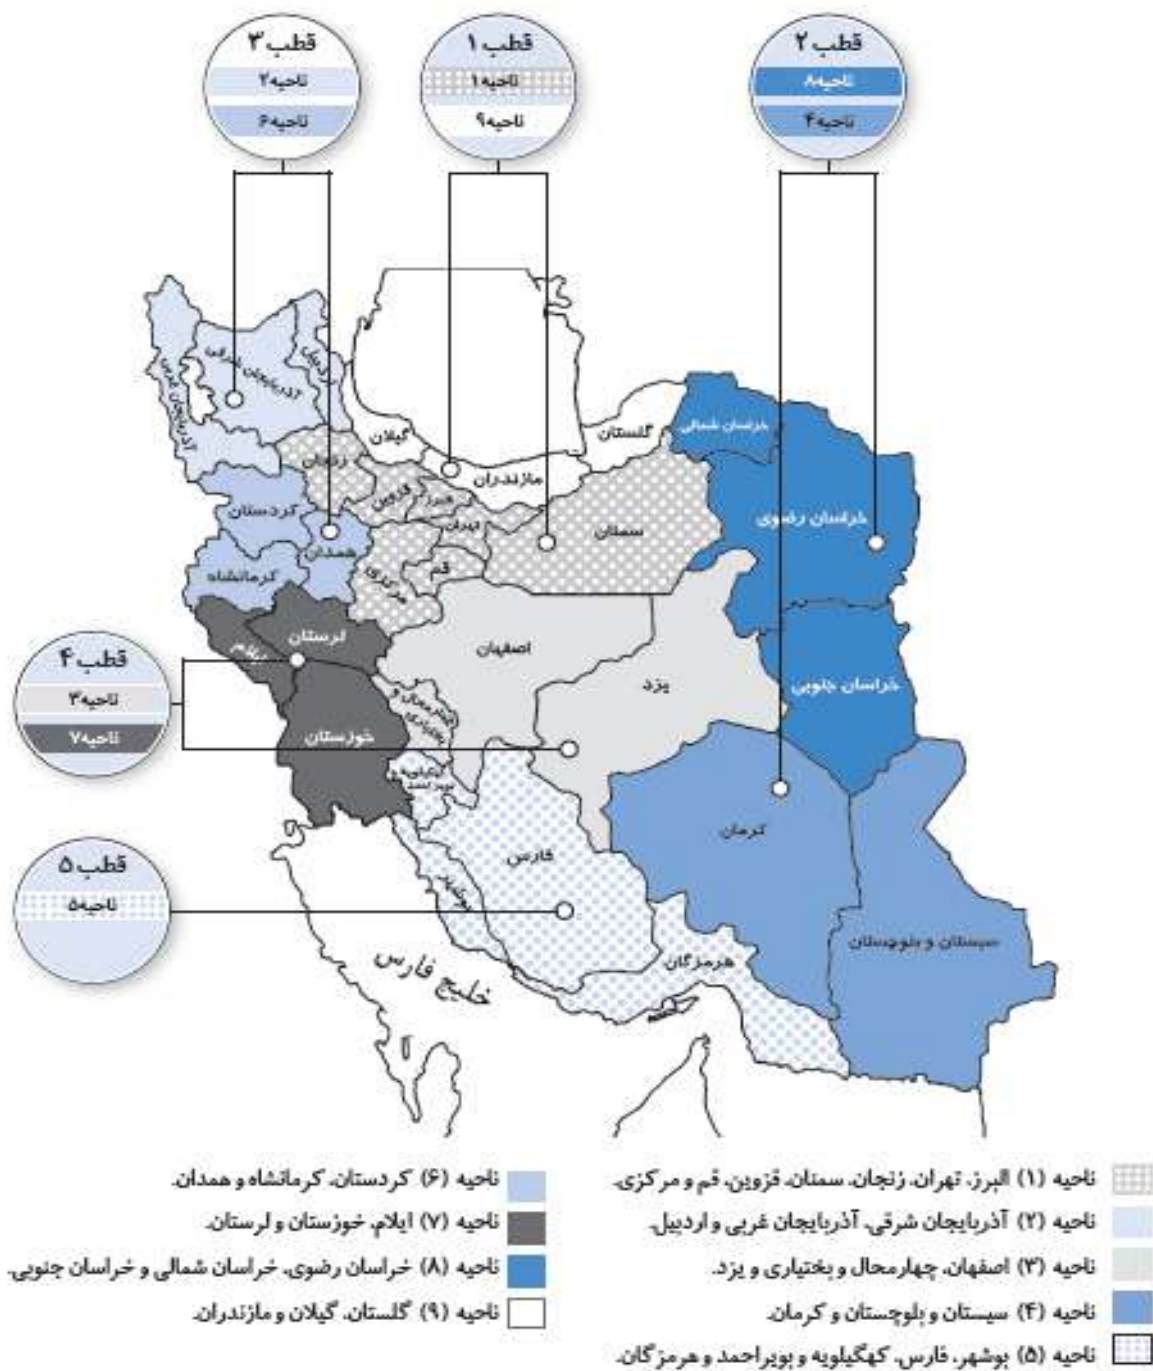 قطب ۳
ناحیه۲
ناحیه۶
قطب ۱
ناحیه۱
ناحیه۹
قطب ۲
ناحیه۸
ناحیه۴
آذربایجان غربی
آذربایجان شرقی
اردبیل
گیلان
گلستان
خراسان شمالی
زنجان
قزوین
البرز
مازندران
کردستان
همدان
تهران
سمنان
خراسان رضوی
کرمانشاه
مرکزی
قم
قطب ۴
ناحیه۳
ناحیه۷
ایلام
لرستان
اصفهان
یزد
خراسان جنوبی
خوزستان
چهارمحال و
بختیاری
کهگیلویه و
بویر احمد
کرمان
قطب ۵
ناحیه۵
فارس
بوشهر
سیستان و بلوچستان
هرمزگان
خلیج فارس
ناحیه (۱) البرز، تهران، زنجان، سمنان، قزوین، قم و مرکزی.
ناحیه (۲) آذربایجان شرقی، آذربایجان غربی و اردبیل.
ناحیه (۳) اصفهان، چهارمحال و بختیاری و یزد.
ناحیه (۴) سیستان و بلوچستان و کرمان.
ناحیه (۵) بوشهر، فارس، کهگیلویه و بویراحمد و هرمزگان.
ناحیه (۶) کردستان، کرمانشاه و همدان.
ناحیه (۷) ایلام، خوزستان و لرستان.
ناحیه (۸) خراسان رضوی، خراسان شمالی و خراسان جنوبی.
ناحیه (۹) گلستان، گیلان و مازندران.